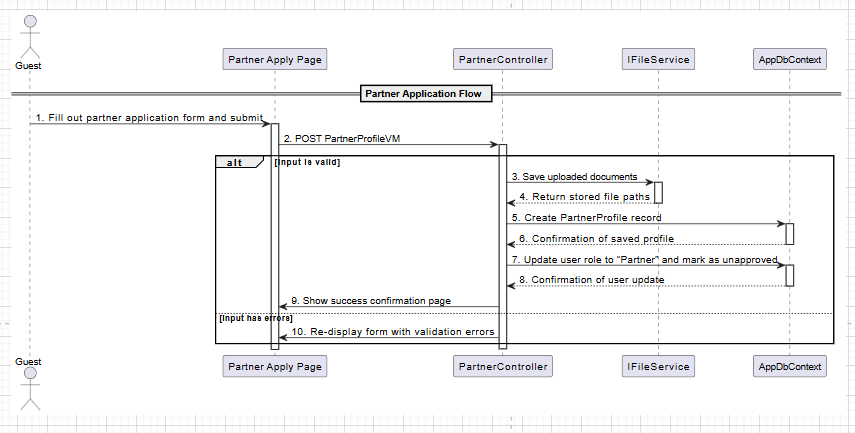 Guest
Partner Apply Page
PartnerController
IFileService
AppDbContext
Partner Application Flow
1. Fill out partner application form and submit
2. POST PartnerProfileVM
alt
[Input is valid]
3. Save uploaded documents
4. Return stored file paths
5. Create PartnerProfile record
6. Confirmation of saved profile
7. Update user role to “Partner” and mark as unapproved
8. Confirmation of user update
9. Show success confirmation page
[Input has errors]
10. Re-display form with validation errors
Guest
Partner Apply Page
PartnerController
IFileService
AppDbContext